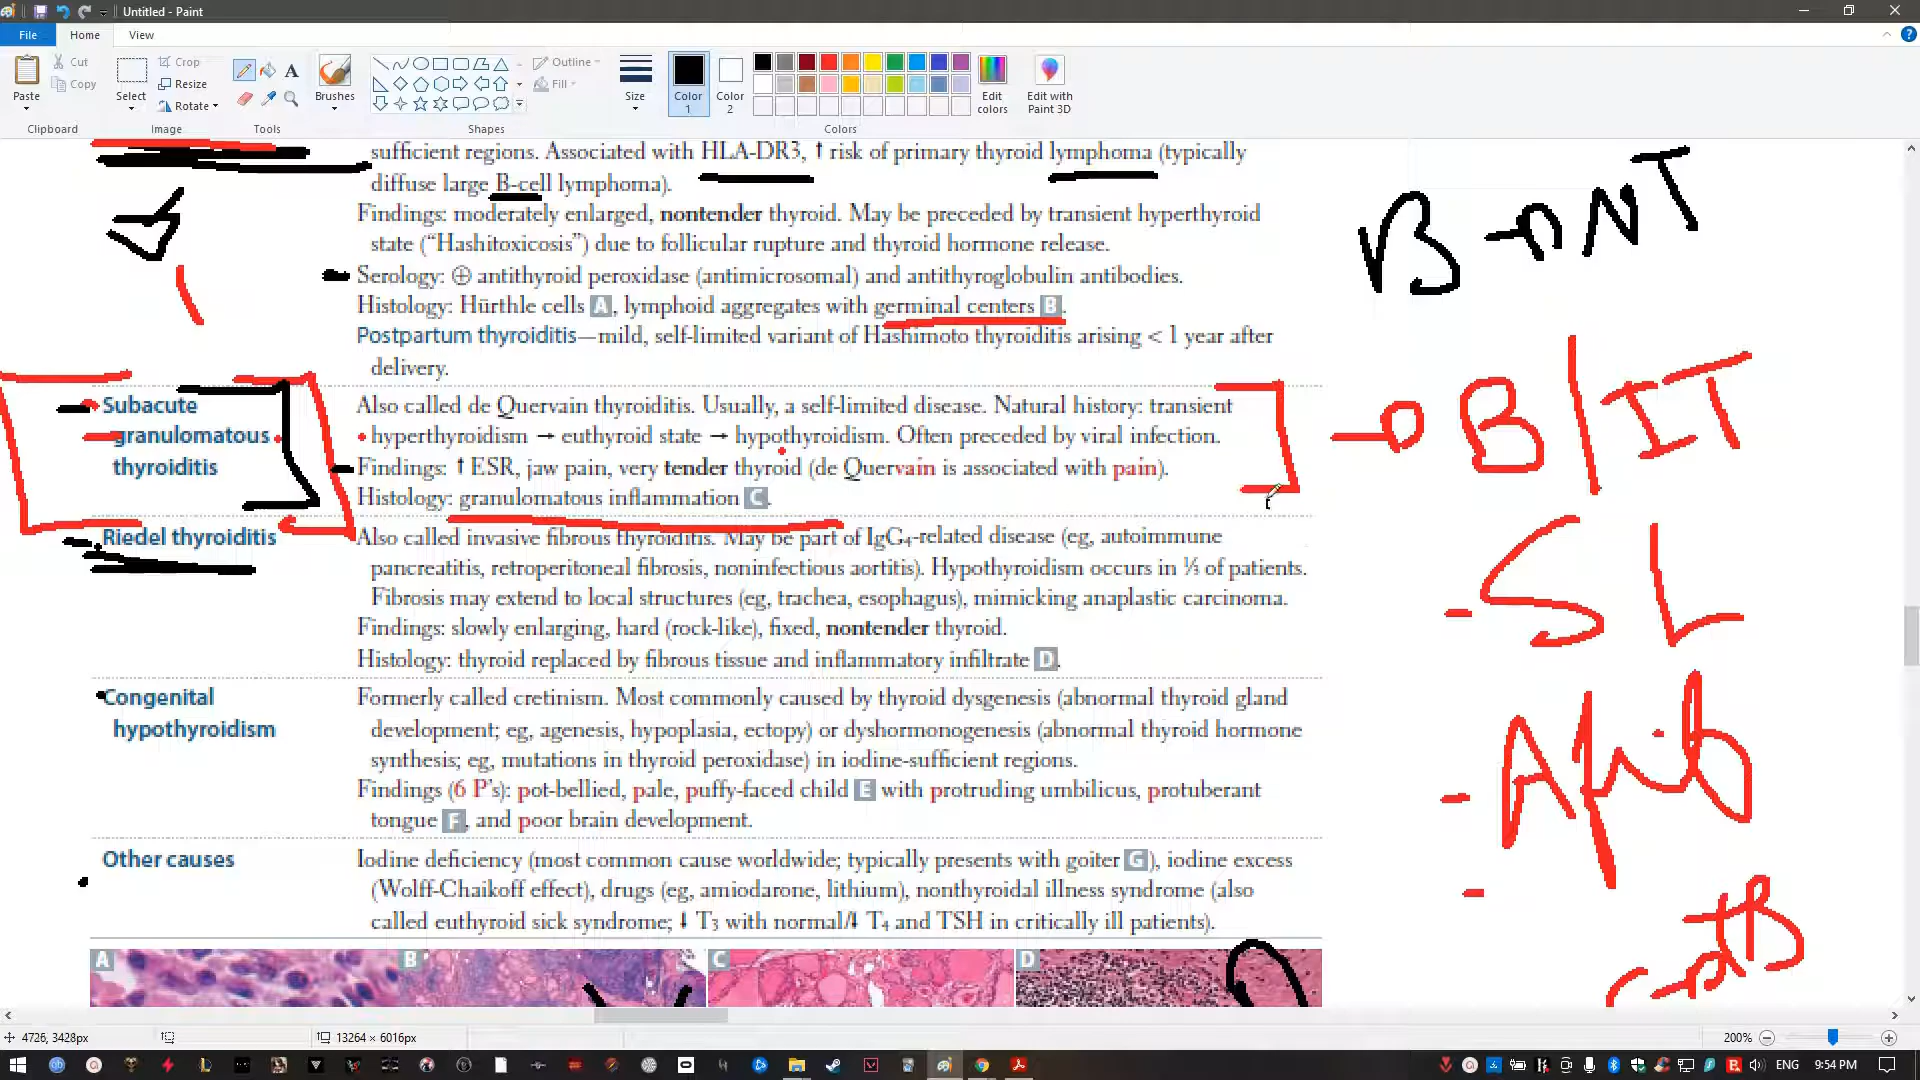 Untitled - Paint
File
Home
View
Paste
Cut
Copy
Clipboard
Select
Crop
Resize
Rotate
Image
Tools
Brushes
Shapes
Outline
Fill
Size
Color 1
Color 2
Edit colors
Edit with Paint 3D
Colors
sufficient regions. Associated with HLA-DR3, ↑ risk of primary thyroid lymphoma (typically
diffuse large B-cell lymphoma).
Findings: moderately enlarged, nontender thyroid. May be preceded by transient hyperthyroid
state (“Hashitoxicosis”) due to follicular rupture and thyroid hormone release.
Serology: ⊕ antithyroid peroxidase (antimicrosomal) and antithyroglobulin antibodies.
Histology: Hürthle cells A, lymphoid aggregates with germinal centers B.
Postpartum thyroiditis—mild, self-limited variant of Hashimoto thyroiditis arising < 1 year after
delivery.
Subacute
granulomatous
thyroiditis
Also called de Quervain thyroiditis. Usually, a self-limited disease. Natural history: transient
hyperthyroidism → euthyroid state → hypothyroidism. Often preceded by viral infection.
Findings: ↑ ESR, jaw pain, very tender thyroid (de Quervain is associated with pain).
Histology: granulomatous inflammation C.
Riedel thyroiditis
Also called invasive fibrous thyroiditis. May be part of IgG4-related disease (eg, autoimmune
pancreatitis, retroperitoneal fibrosis, noninfectious aortitis). Hypothyroidism occurs in ⅓ of patients.
Fibrosis may extend to local structures (eg, trachea, esophagus), mimicking anaplastic carcinoma.
Findings: slowly enlarging, hard (rock-like), fixed, nontender thyroid.
Histology: thyroid replaced by fibrous tissue and inflammatory infiltrate D.
Congenital
hypothyroidism
Formerly called cretinism. Most commonly caused by thyroid dysgenesis (abnormal thyroid gland
development; eg, agenesis, hypoplasia, ectopy) or dyshormonogenesis (abnormal thyroid hormone
synthesis; eg, mutations in thyroid peroxidase) in iodine-sufficient regions.
Findings (6 P's): pot-bellied, pale, puffy-faced child E with protruding umbilicus, protuberant
tongue F, and poor brain development.
Other causes
Iodine deficiency (most common cause worldwide; typically presents with goiter G), iodine excess
(Wolff-Chaikoff effect), drugs (eg, amiodarone, lithium), nonthyroidal illness syndrome (also
called euthyroid sick syndrome; ↓ T3 with normal/↓ T4 and TSH in critically ill patients).
A
B
C
D
B → NT
→ B/IT
- SL
- Afib
4726, 3428px
13264 × 6016px
200%
ENG
9:54 PM